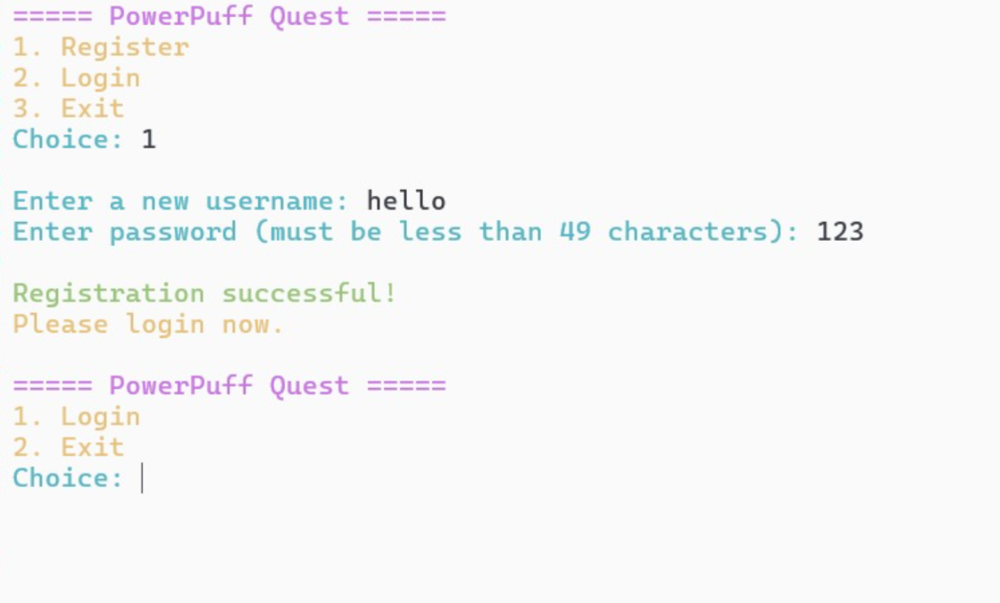 ===== PowerPuff Quest =====
1. Register
2. Login
3. Exit
Choice: 1
Enter a new username: hello
Enter password (must be less than 49 characters): 123
Registration successful!
Please login now.
===== PowerPuff Quest =====
1. Login
2. Exit
Choice: